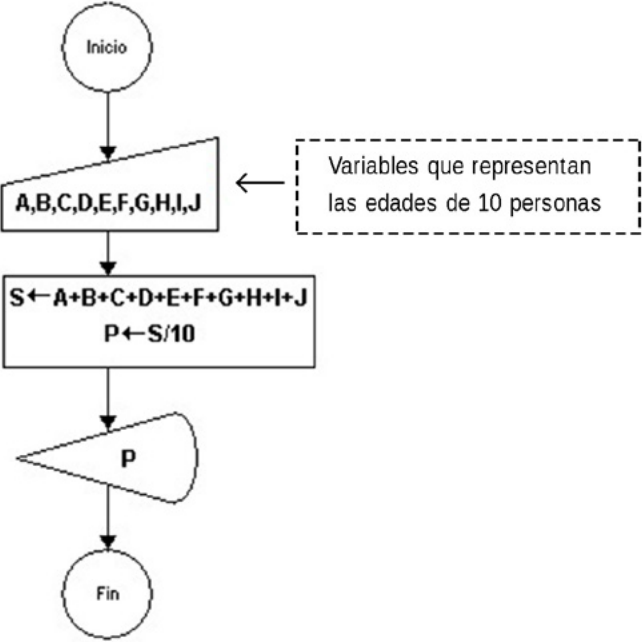 Inicio
A,B,C,D,E,F,G,H,I,J
Variables que representan
las edades de 10 personas
S←A+B+C+D+E+F+G+H+I+J
P←S/10
P
Fin